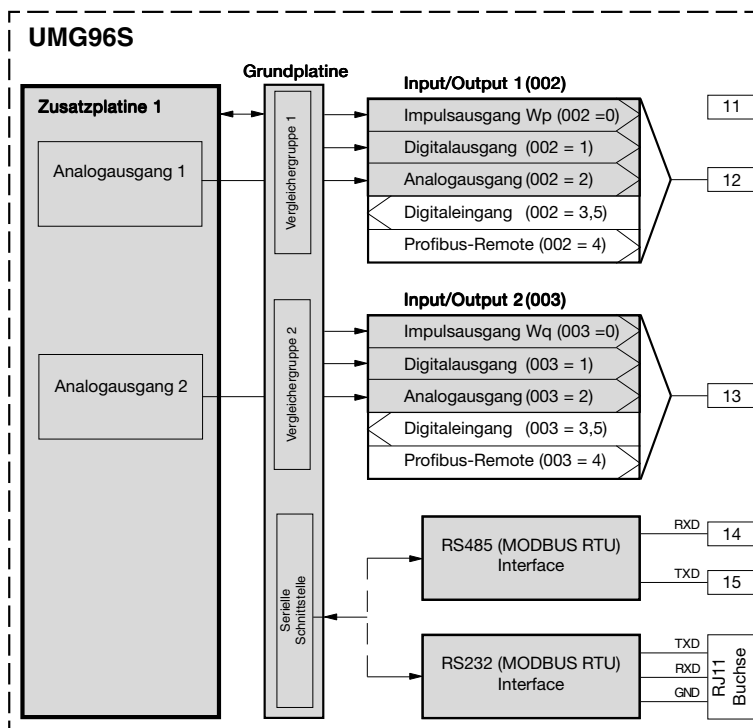 UMG96S
Zusatzplatine 1
Analogausgang 1
Analogausgang 2
Grundplatine
Vergleichergruppe 1
Vergleichergruppe 2
Serielle
Schnittstelle
Input/Output 1 (002)
Impulsausgang Wp (002 =0)
Digitalausgang (002 = 1)
Analogausgang (002 = 2)
Digitaleingang (002 = 3,5)
Profibus-Remote (002 = 4)
11
12
Input/Output 2 (003)
Impulsausgang Wq (003 =0)
Digitalausgang (003 = 1)
Analogausgang (003 = 2)
Digitaleingang (003 = 3,5)
Profibus-Remote (003 = 4)
13
RS485 (MODBUS RTU)
Interface
RXD
14
TXD
15
RS232 (MODBUS RTU)
Interface
TXD
RXD
GND
RJ11
Buchse